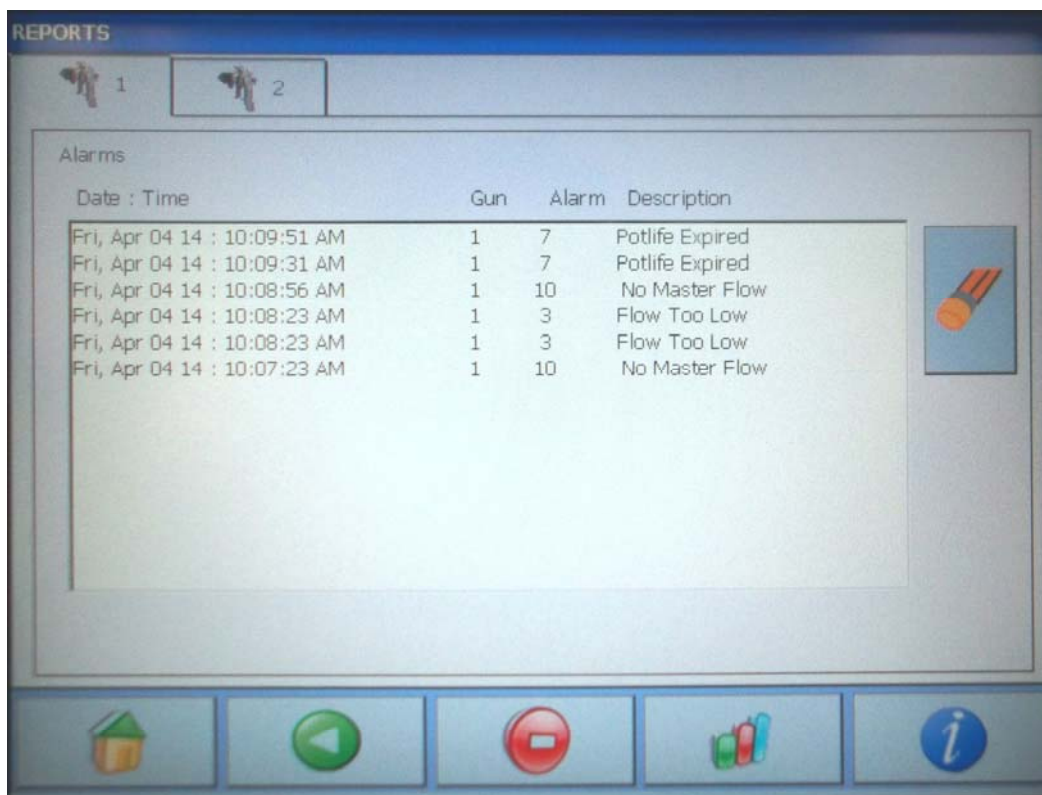 REPORTS
1 2
Alarms
Date : Time Gun Alarm Description
Fri, Apr 04 14 : 10:09:51 AM 1 7 Potlife Expired
Fri, Apr 04 14 : 10:09:31 AM 1 7 Potlife Expired
Fri, Apr 04 14 : 10:08:56 AM 1 10 No Master Flow
Fri, Apr 04 14 : 10:08:23 AM 1 3 Flow Too Low
Fri, Apr 04 14 : 10:08:23 AM 1 3 Flow Too Low
Fri, Apr 04 14 : 10:07:23 AM 1 10 No Master Flow
i